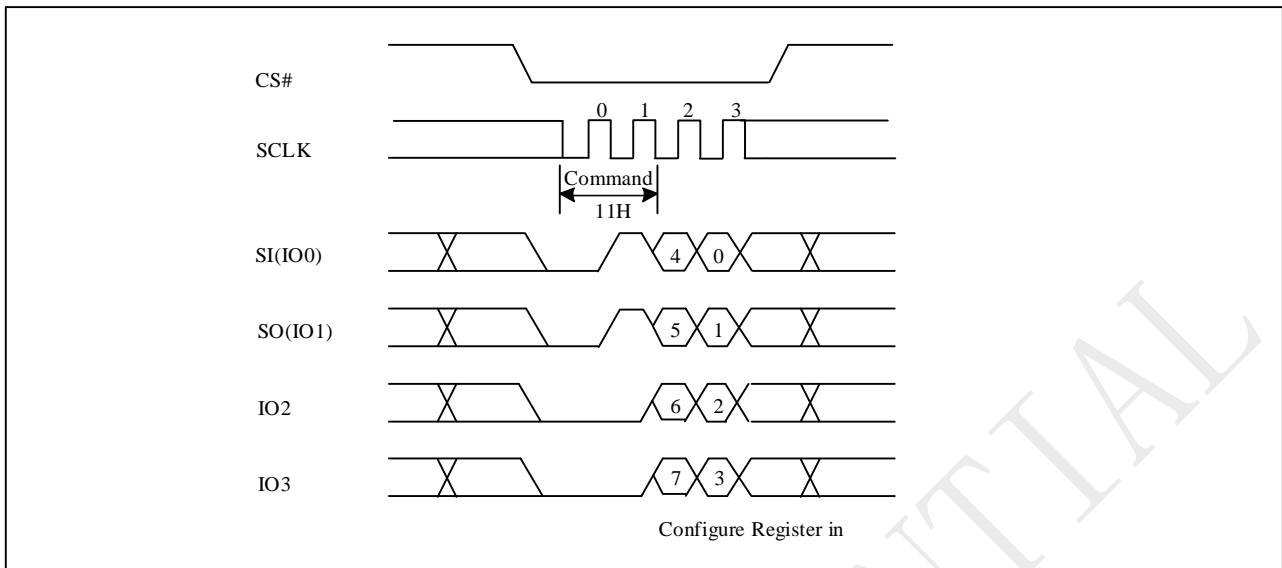 CS#
0 1 2 3
SCLK
Command
11H
SI(IO0)
4 0
SO(IO1)
5 1
IO2
6 2
IO3
7 3
Configure Register in
NTIAL